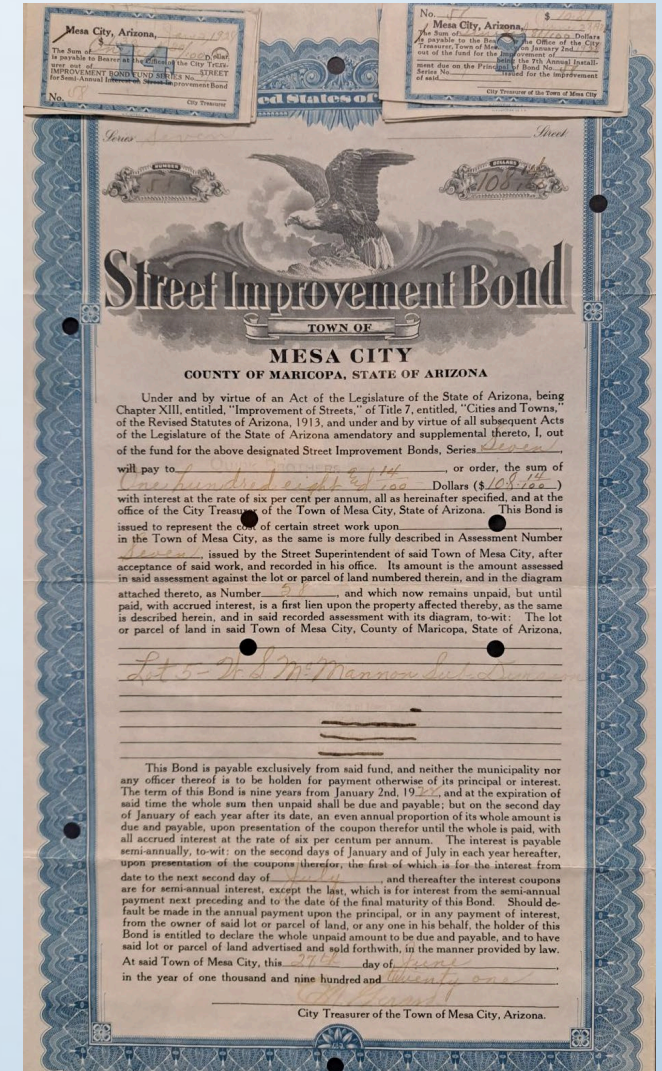 Mesa City, Arizona,
$
The Sum of
is payable to Bearer at the Office of the City Treas-
urer out of STREET
IMPROVEMENT BOND FUND SERIES No.
for Semi-Annual Interest on Street Improvement Bond
No. 58
City Treasurer
No. 58 $
Mesa City, Arizona,
The Sum of Dollars
is payable to the Bearer at the Office of the City
Treasurer, Town of Mesa on January 2nd,
out of the fund for being the 7th Annual Install-
ment due on the Principal of Bond No. 58
Series No. issued for the improvement
of said
City Treasurer of the Town of Mesa City
ed States of
Series Seven Street
NUMBER
58
DOLLARS
108 14/100
Street Improvement Bond
TOWN OF
MESA CITY
COUNTY OF MARICOPA, STATE OF ARIZONA
Under and by virtue of an Act of the Legislature of the State of Arizona, being
Chapter XIII, entitled, "Improvement of Streets," of Title 7, entitled, "Cities and Towns,"
of the Revised Statutes of Arizona, 1913, and under and by virtue of all subsequent Acts
of the Legislature of the State of Arizona amendatory and supplemental thereto, I, out
of the fund for the above designated Street Improvement Bonds, Series Seven,
will pay to , or order, the sum of
One hundred eight & 14/100 Dollars ($108.14/100)
with interest at the rate of six per cent per annum, all as hereinafter specified, and at the
office of the City Treasurer of the Town of Mesa City, State of Arizona. This Bond is
issued to represent the cost of certain street work upon ,
in the Town of Mesa City, as the same is more fully described in Assessment Number
Seven, issued by the Street Superintendent of said Town of Mesa City, after
acceptance of said work, and recorded in his office. Its amount is the amount assessed
in said assessment against the lot or parcel of land numbered therein, and in the diagram
attached thereto, as Number 58, and which now remains unpaid, but until
paid, with accrued interest, is a first lien upon the property affected thereby, as the same
is described herein, and in said recorded assessment with its diagram, to-wit: The lot
or parcel of land in said Town of Mesa City, County of Maricopa, State of Arizona,
Lot 5 - W S McMannon Sub Division
This Bond is payable exclusively from said fund, and neither the municipality nor
any officer thereof is to be holden for payment otherwise of its principal or interest.
The term of this Bond is nine years from January 2nd, 1922, and at the expiration of
said time the whole sum then unpaid shall be due and payable; but on the second day
of January of each year after its date, an even annual proportion of its whole amount is
due and payable, upon presentation of the coupon therefor until the whole is paid, with
all accrued interest at the rate of six per centum per annum. The interest is payable
semi-annually, to-wit: on the second days of January and of July in each year hereafter,
upon presentation of the coupons therefor, the first of which is for the interest from
date to the next second day of July, and thereafter the interest coupons
are for semi-annual interest, except the last, which is for interest from the semi-annual
payment next preceding and to the date of the final maturity of this Bond. Should de-
fault be made in the annual payment upon the principal, or in any payment of interest,
from the owner of said lot or parcel of land, or any one in his behalf, the holder of this
Bond is entitled to declare the whole unpaid amount to be due and payable, and to have
said lot or parcel of land advertised and sold forthwith, in the manner provided by law.
At said Town of Mesa City, this 27th day of June,
in the year of one thousand and nine hundred and twenty one
City Treasurer of the Town of Mesa City, Arizona.